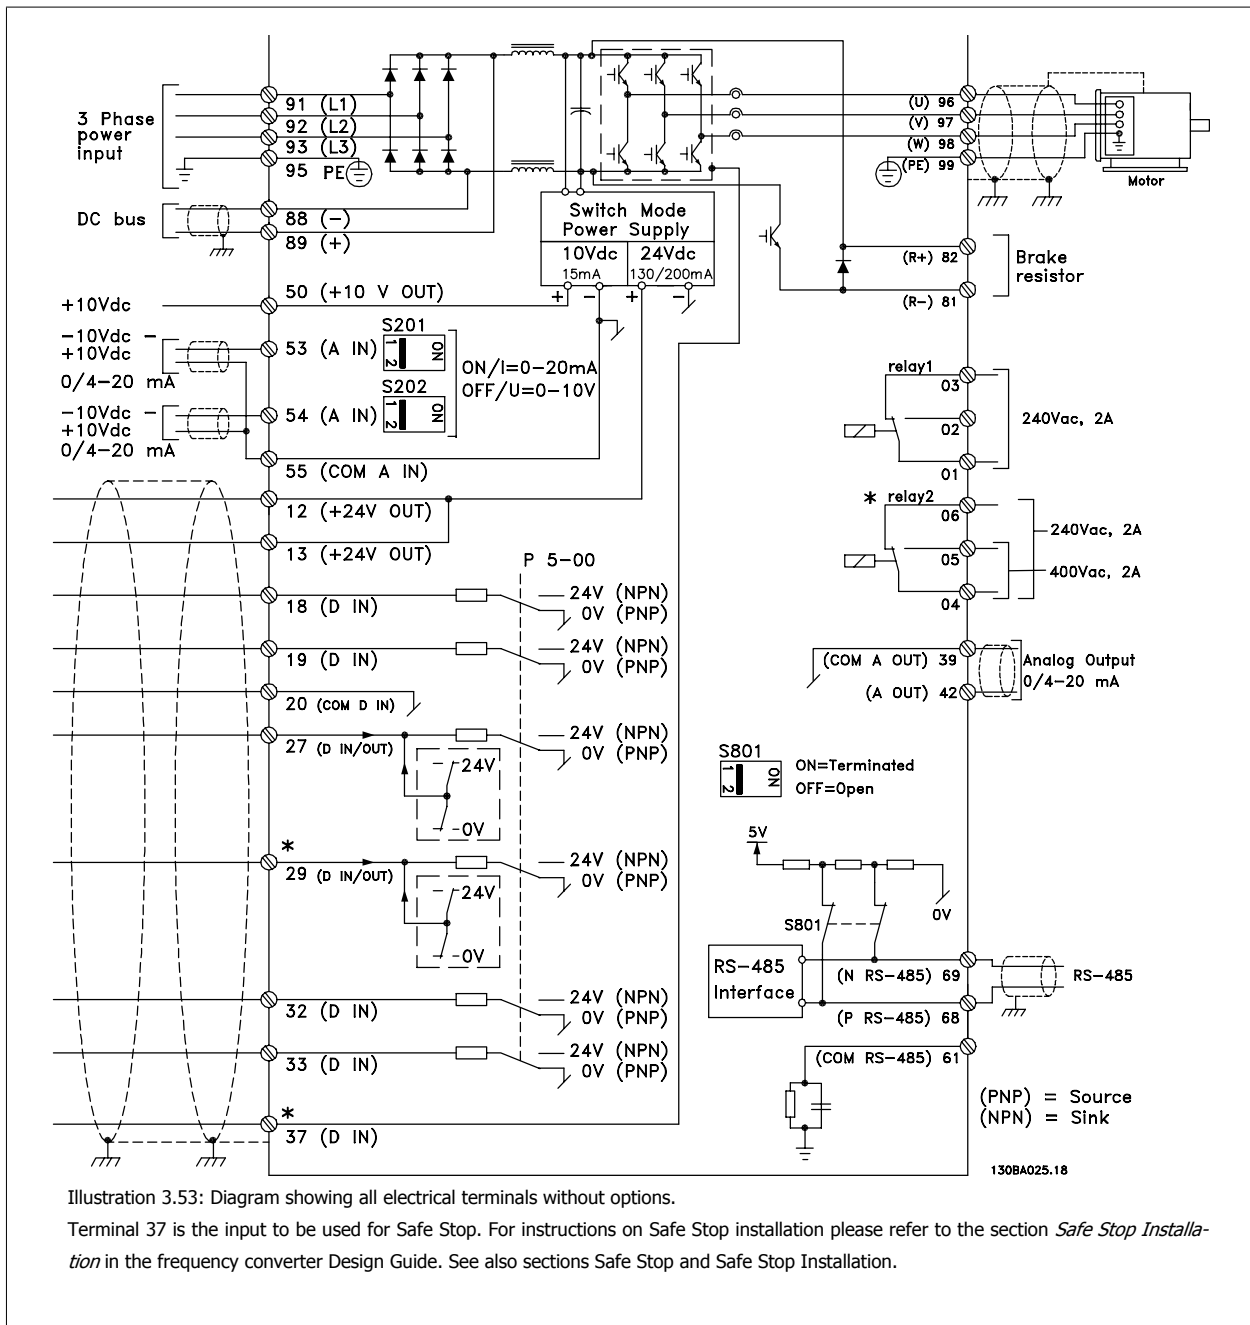 3 Phase
power
input
91 (L1)
92 (L2)
93 (L3)
95 PE
DC bus
88 (-)
89 (+)
Switch Mode
Power Supply
10Vdc
15mA
24Vdc
130/200mA
+ - + -
(U) 96
(V) 97
(W) 98
(PE) 99
Motor
(R+) 82
(R-) 81
Brake
resistor
+10Vdc
50 (+10 V OUT)
-10Vdc -
+10Vdc
0/4-20 mA
53 (A IN)
S201
ON
1 2
ON/I=0-20mA
OFF/U=0-10V
-10Vdc -
+10Vdc
0/4-20 mA
54 (A IN)
S202
ON
1 2
55 (COM A IN)
12 (+24V OUT)
13 (+24V OUT)
P 5-00
18 (D IN)
24V (NPN)
0V (PNP)
19 (D IN)
24V (NPN)
0V (PNP)
20 (COM D IN)
27 (D IN/OUT)
24V (NPN)
0V (PNP)
24V
0V
*
29 (D IN/OUT)
24V (NPN)
0V (PNP)
24V
0V
32 (D IN)
24V (NPN)
0V (PNP)
33 (D IN)
24V (NPN)
0V (PNP)
*
37 (D IN)
relay1
03
02
01
240Vac, 2A
* relay2
06
05
04
240Vac, 2A
400Vac, 2A
(COM A OUT) 39
(A OUT) 42
Analog Output
0/4-20 mA
S801
ON
1 2
ON=Terminated
OFF=Open
5V
S801
0V
RS-485
Interface
(N RS-485) 69
(P RS-485) 68
RS-485
(COM RS-485) 61
(PNP) = Source
(NPN) = Sink
130BA025.18
Illustration 3.53: Diagram showing all electrical terminals without options.
Terminal 37 is the input to be used for Safe Stop. For instructions on Safe Stop installation please refer to the section Safe Stop Installa-
tion in the frequency converter Design Guide. See also sections Safe Stop and Safe Stop Installation.